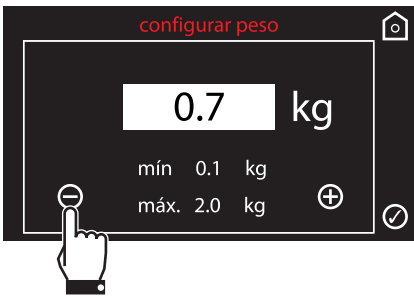 configurar peso
0.7 kg
mín 0.1 kg
máx. 2.0 kg